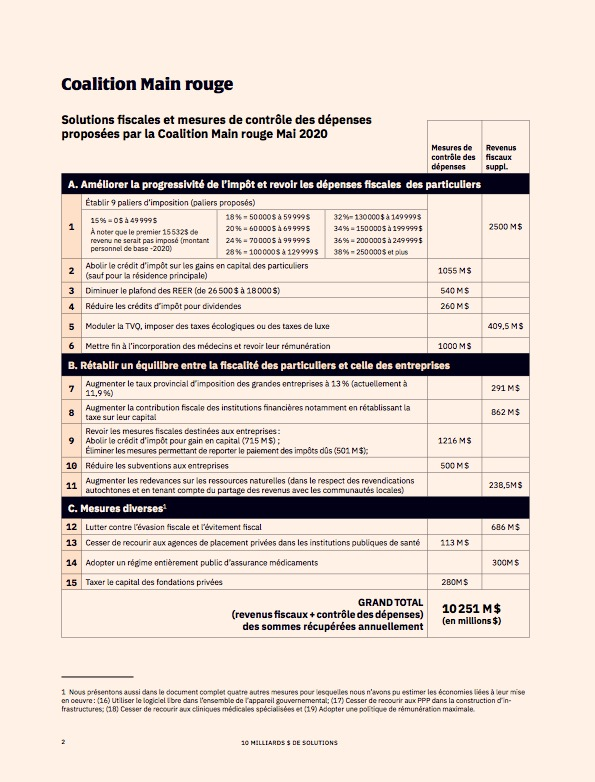 Coalition Main rouge
Solutions fiscales et mesures de contrôle des dépenses
proposées par la Coalition Main rouge Mai 2020
Mesures de
contrôle des
dépenses
Revenus
fiscaux
suppl.
A. Améliorer la progressivité de l’impôt et revoir les dépenses fiscales des particuliers
1
Établir 9 paliers d’imposition (paliers proposés)
15 % = 0 $ à 49 999 $
À noter que le premier 15 532$ de
revenu ne serait pas imposé (montant
personnel de base -2020)
18 % = 50 000 $ à 59 999 $
20 % = 60 000 $ à 69 999 $
24 % = 70 000 $ à 99 999 $
28 % = 100 000 $ à 129 999 $
32%= 130 000 $ à 149 999 $
34% = 150 000 $ à 199 999 $
36% = 200 000 $ à 249 999 $
38% = 250 000 $ et plus
2500 M $
2
Abolir le crédit d’impôt sur les gains en capital des particuliers
(sauf pour la résidence principale)
1055 M $
3
Diminuer le plafond des REER (de 26 500 $ à 18 000 $)
540 M $
4
Réduire les crédits d’impôt pour dividendes
260 M $
5
Moduler la TVQ, imposer des taxes écologiques ou des taxes de luxe
409,5 M $
6
Mettre fin à l’incorporation des médecins et revoir leur rémunération
1000 M $
B. Rétablir un équilibre entre la fiscalité des particuliers et celle des entreprises
7
Augmenter le taux provincial d’imposition des grandes entreprises à 13 % (actuellement à
11,9 %)
291 M $
8
Augmenter la contribution fiscale des institutions financières notamment en rétablissant la
taxe sur leur capital
862 M $
9
Revoir les mesures fiscales destinées aux entreprises :
Abolir le crédit d’impôt pour gain en capital (715 M $) ;
Éliminer les mesures permettant de reporter le paiement des impôts dûs (501 M $);
1216 M $
10
Réduire les subventions aux entreprises
500 M $
11
Augmenter les redevances sur les ressources naturelles (dans le respect des revendications
autochtones et en tenant compte du partage des revenus avec les communautés locales)
238,5M $
C. Mesures diverses1
12
Lutter contre l’évasion fiscale et l’évitement fiscal
686 M $
13
Cesser de recourir aux agences de placement privées dans les institutions publiques de santé
113 M $
14
Adopter un régime entièrement public d’assurance médicaments
300M $
15
Taxer le capital des fondations privées
280M $
GRAND TOTAL
(revenus fiscaux + contrôle des dépenses)
des sommes récupérées annuellement
10 251 M $
(en millions $)
1 Nous présentons aussi dans le document complet quatre autres mesures pour lesquelles nous n’avons pu estimer les économies liées à leur mise
en oeuvre : (16) Utiliser le logiciel libre dans l’ensemble de l’appareil gouvernemental; (17) Cesser de recourir aux PPP dans la construction d’in-
frastructures; (18) Cesser de recourir aux cliniques médicales spécialisées et (19) Adopter une politique de rémunération maximale.
2
10 MILLIARDS $ DE SOLUTIONS